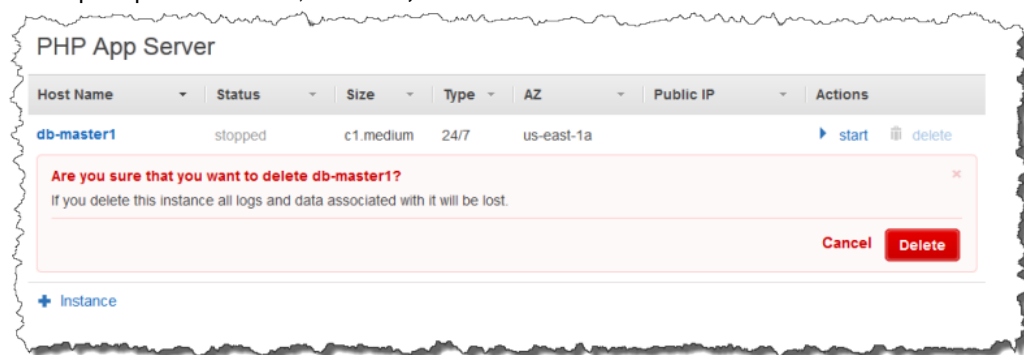 PHP App Server
Host Name Status Size Type AZ Public IP Actions
db-master1 stopped c1.medium 24/7 us-east-1a start delete
Are you sure that you want to delete db-master1? ×
If you delete this instance all logs and data associated with it will be lost.
Cancel Delete
+ Instance